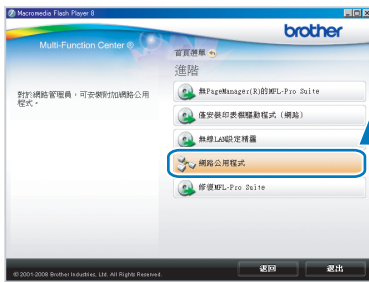 Macromedia Flash Player 8
brother
Multi-Function Center ®
首頁選單
進階
對於網路管理員，可安裝附加網路公用
程式。
無PageManager(R)的MFL-Pro Suite
僅安裝印表機驅動程式（網路）
無線LAN設定精靈
網路公用程式
修復MFL-Pro Suite
© 2001-2008 Brother Industries, Ltd. All Rights Reserved.
返回
退出